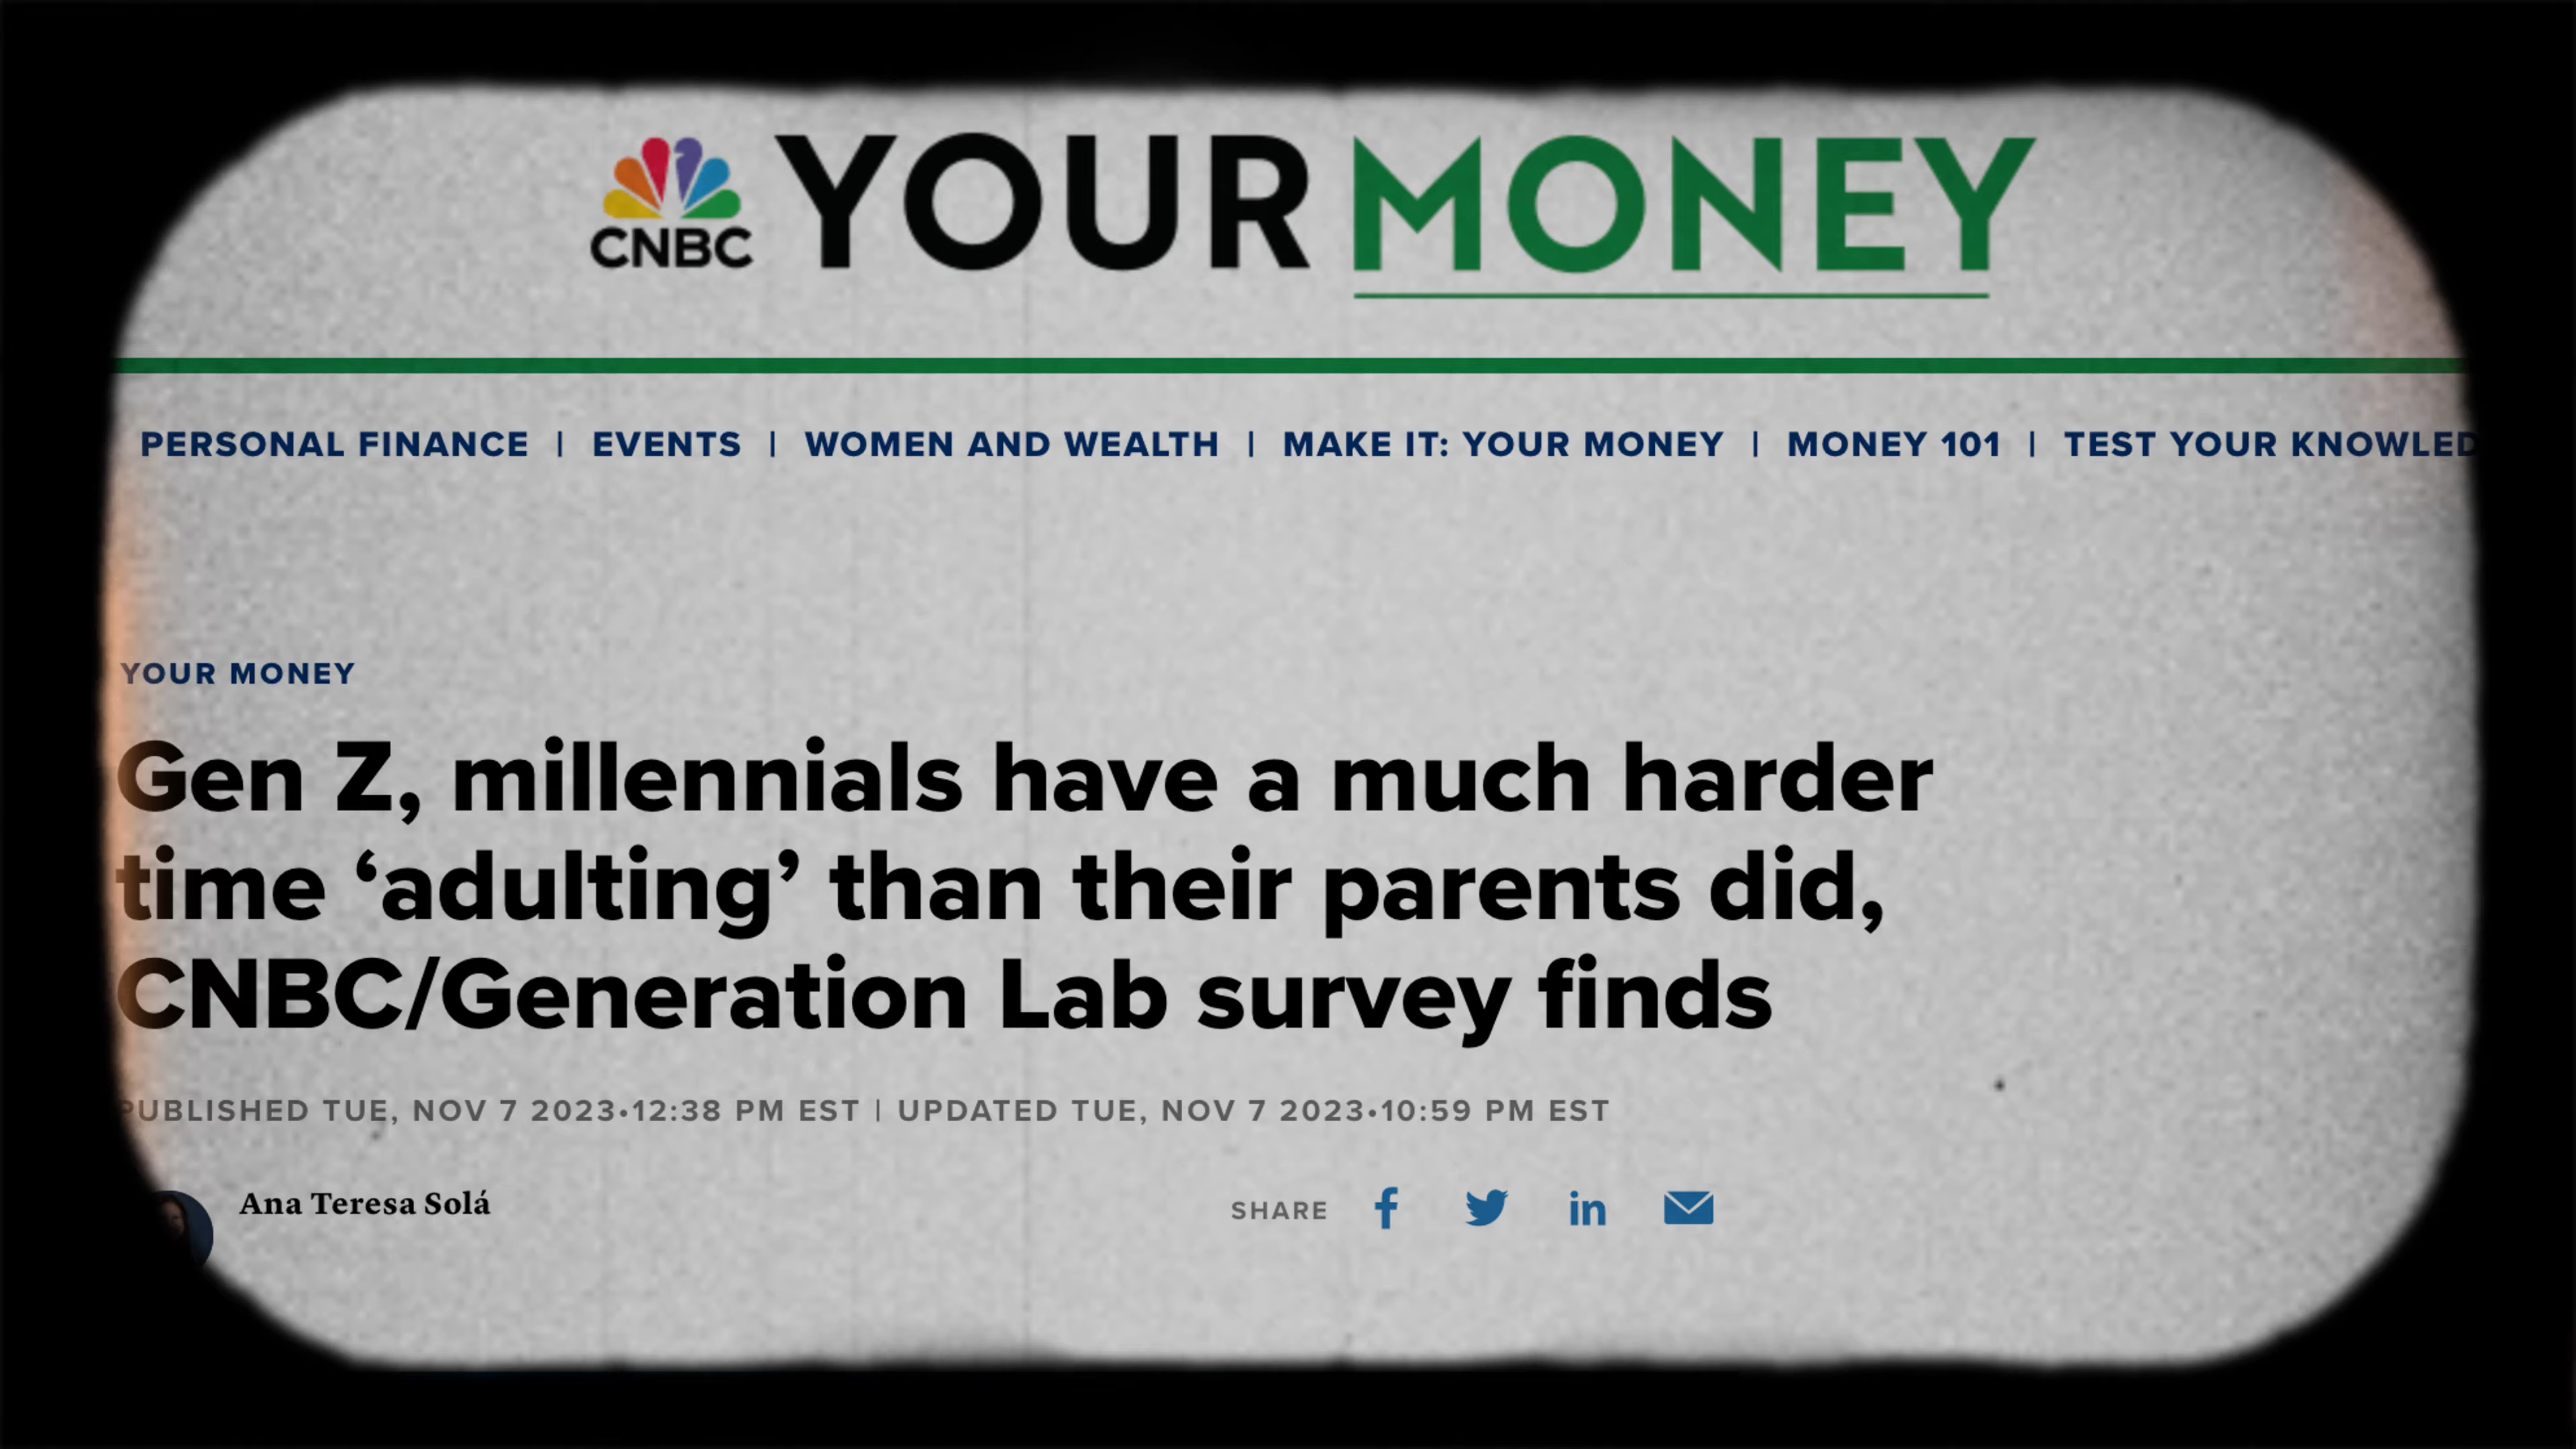 CNBC YOUR MONEY
PERSONAL FINANCE | EVENTS | WOMEN AND WEALTH | MAKE IT: YOUR MONEY | MONEY 101 | TEST YOUR KNOWLED
YOUR MONEY
Gen Z, millennials have a much harder
time ‘adulting’ than their parents did,
CNBC/Generation Lab survey finds
PUBLISHED TUE, NOV 7 2023•12:38 PM EST | UPDATED TUE, NOV 7 2023•10:59 PM EST
Ana Teresa Solá
SHARE f in